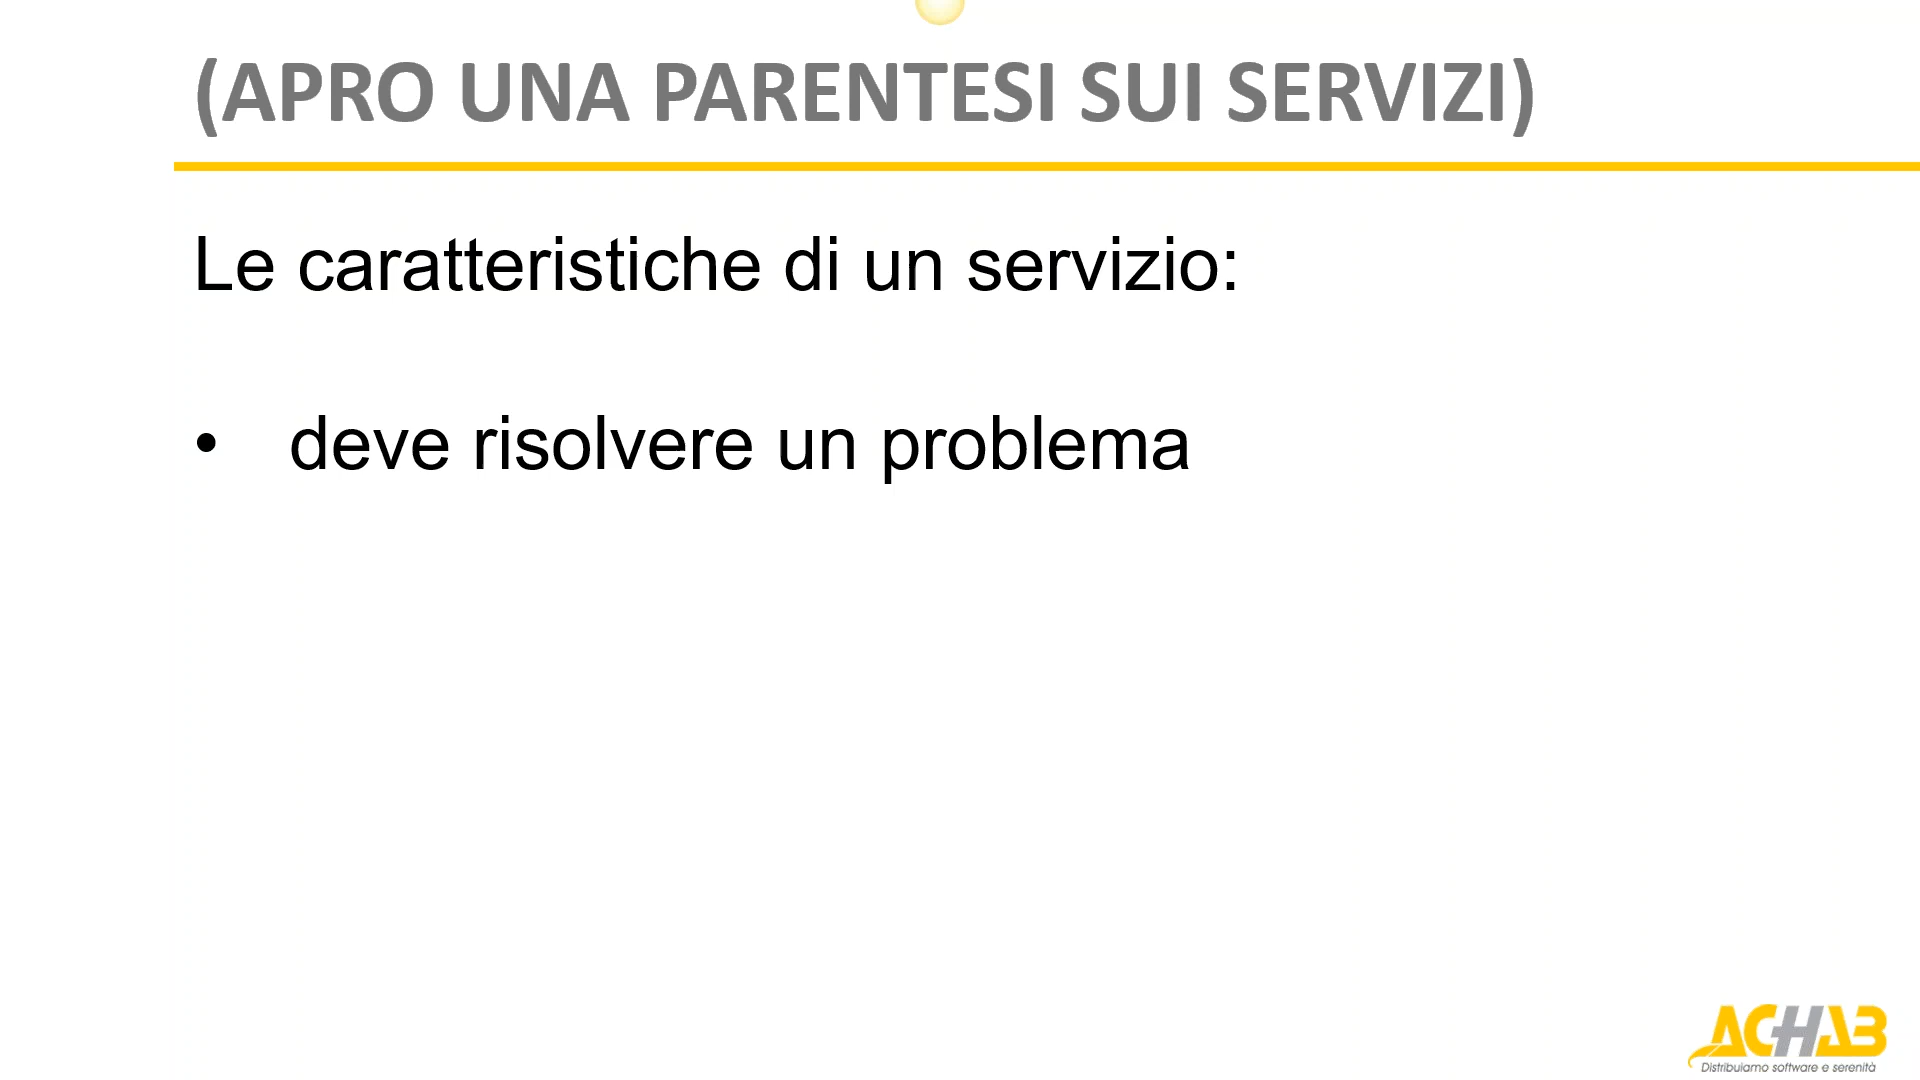 (APRO UNA PARENTESI SUI SERVIZI)
Le caratteristiche di un servizio:
• deve risolvere un problema
ACHAB
Distribuiamo software e serenità